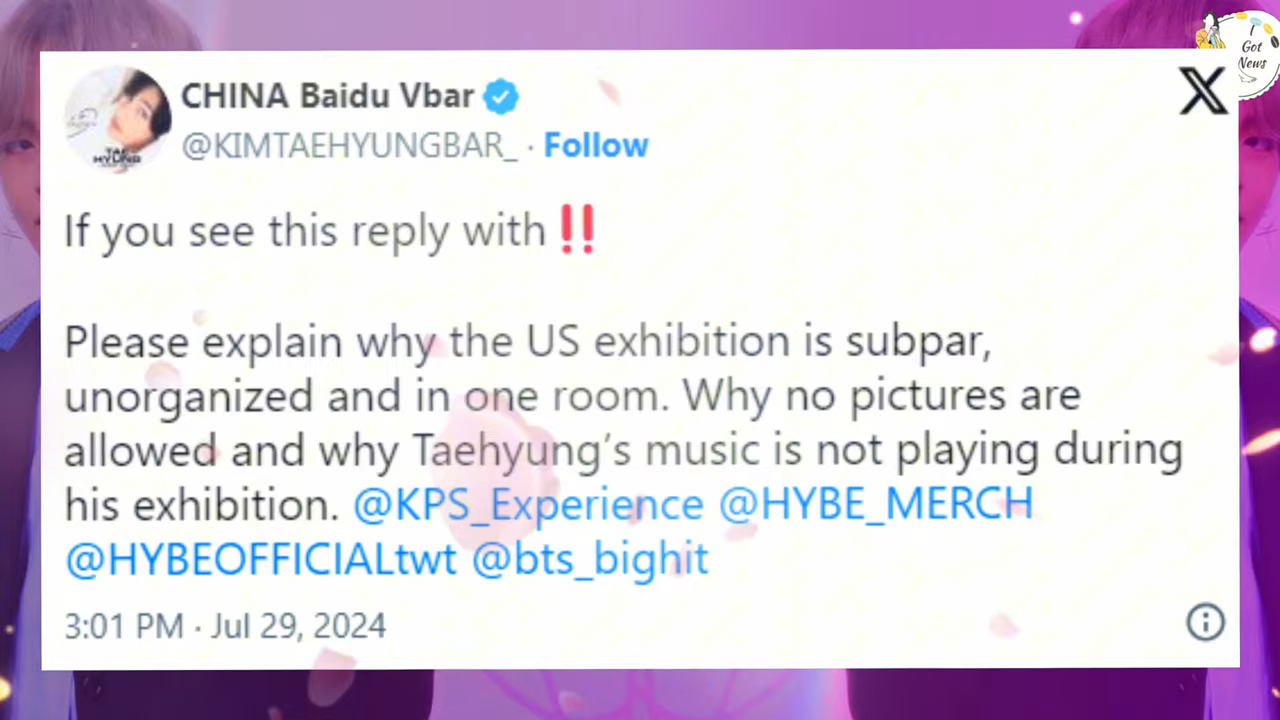 CHINA Baidu Vbar
@KIMTAEHYUNGBAR_ · Follow
If you see this reply with‼️
Please explain why the US exhibition is subpar,
unorganized and in one room. Why no pictures are
allowed and why Taehyung’s music is not playing during
his exhibition. @KPS_Experience @HYBE_MERCH
@HYBEOFFICIALtwt @bts_bighit
3:01 PM · Jul 29, 2024
I
Got
News
TAE
HYUNG